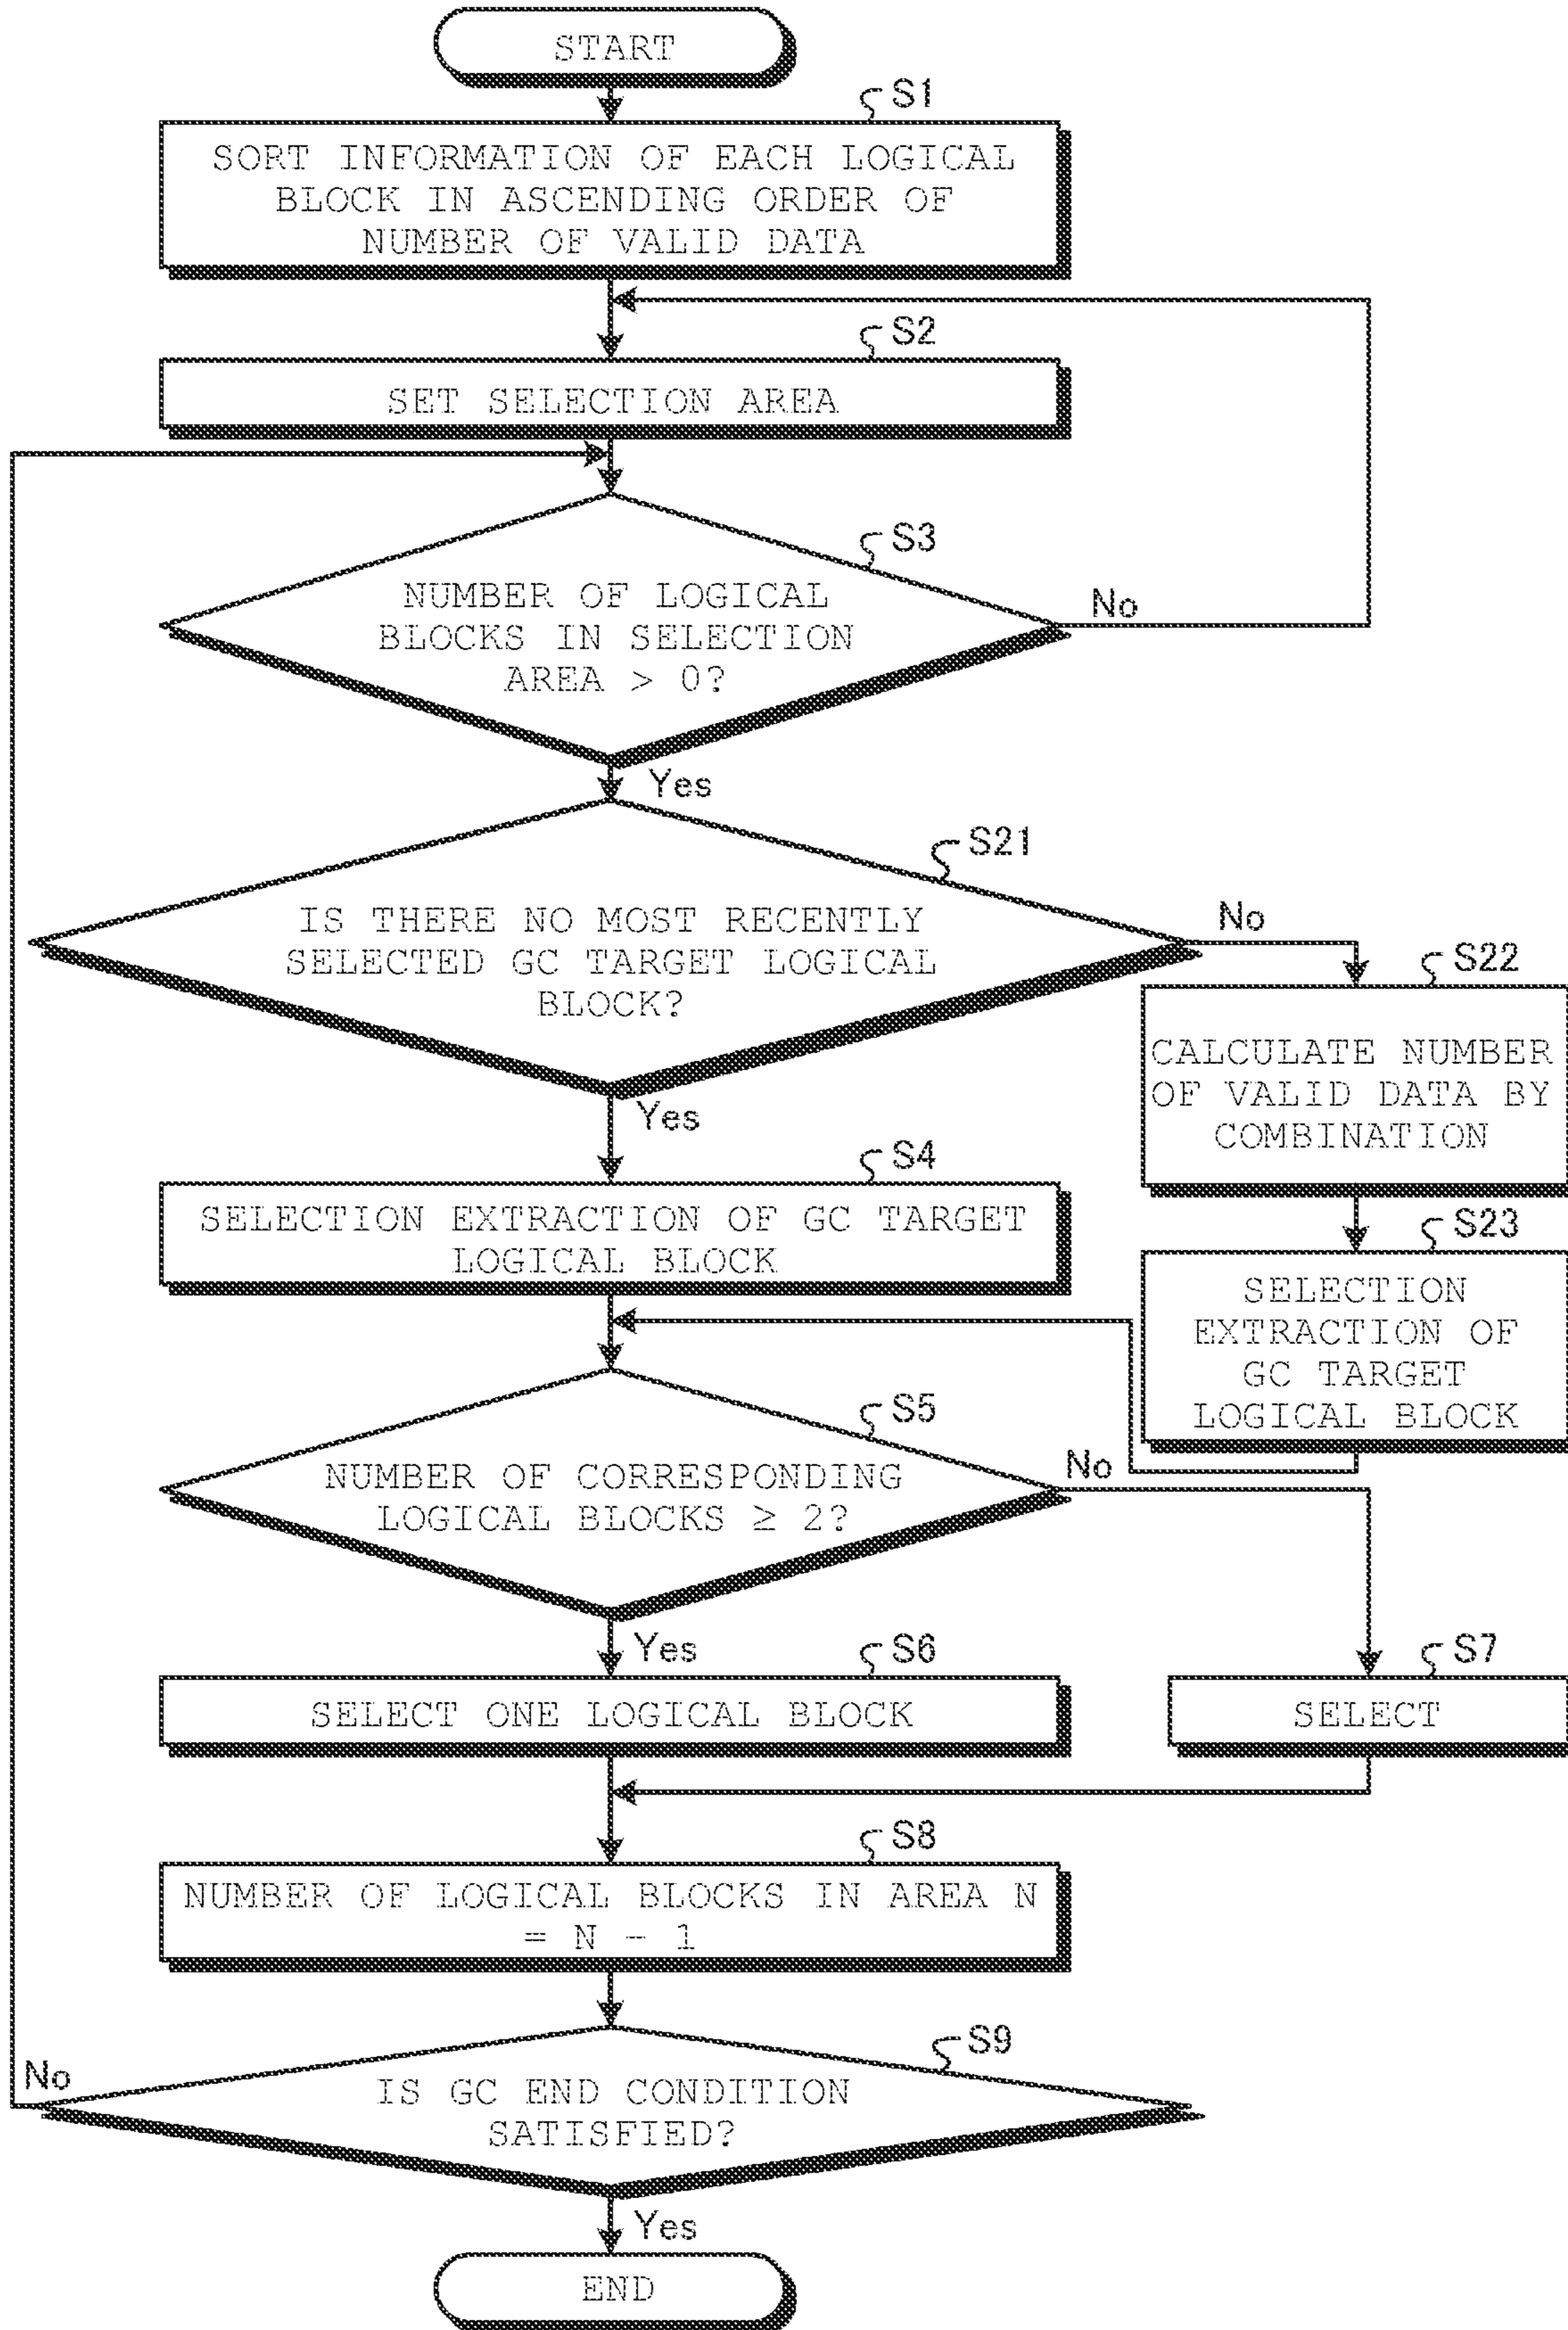 START
S1
SORT INFORMATION OF EACH LOGICAL
BLOCK IN ASCENDING ORDER OF
NUMBER OF VALID DATA
S2
SET SELECTION AREA
S3
NUMBER OF LOGICAL
BLOCKS IN SELECTION
AREA > 0?
No
Yes
S21
IS THERE NO MOST RECENTLY
SELECTED GC TARGET LOGICAL
BLOCK?
No
Yes
S22
CALCULATE NUMBER
OF VALID DATA BY
COMBINATION
S4
SELECTION EXTRACTION OF GC TARGET
LOGICAL BLOCK
S23
SELECTION
EXTRACTION OF
GC TARGET
LOGICAL BLOCK
S5
NUMBER OF CORRESPONDING
LOGICAL BLOCKS ≥ 2?
No
Yes
S6
SELECT ONE LOGICAL BLOCK
S7
SELECT
S8
NUMBER OF LOGICAL BLOCKS IN AREA N
= N - 1
S9
IS GC END CONDITION
SATISFIED?
No
Yes
END